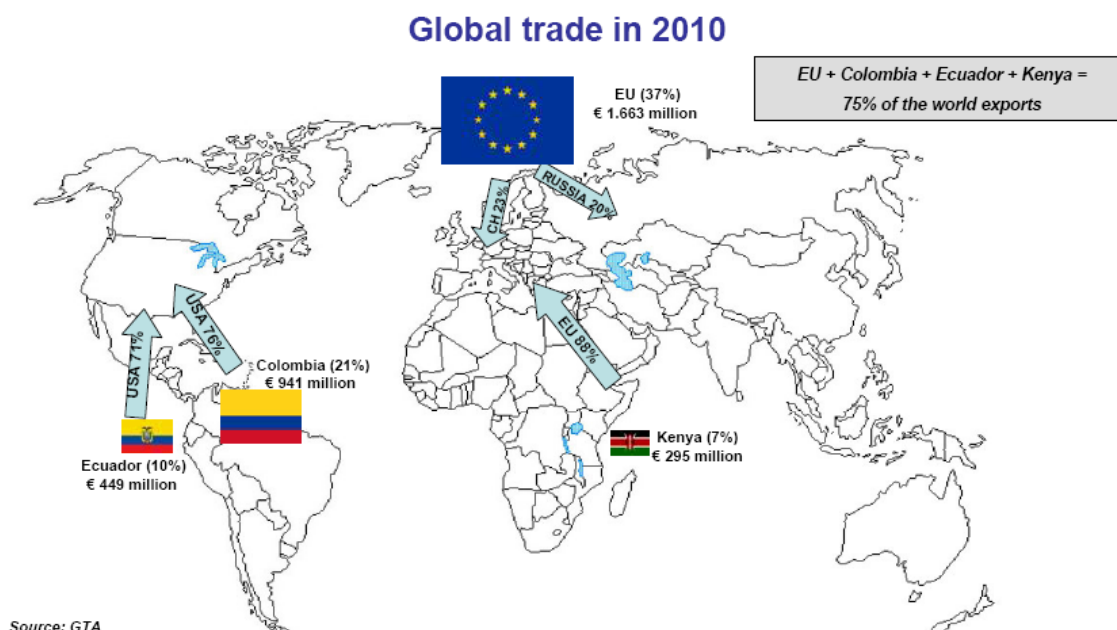 Global trade in 2010
EU + Colombia + Ecuador + Kenya =
75% of the world exports
EU (37%)
€ 1.663 million
CH 23%
RUSSIA 20%
USA 71%
USA 76%
EU 88%
Colombia (21%)
€ 941 million
Ecuador (10%)
€ 449 million
Kenya (7%)
€ 295 million
Source: GTA